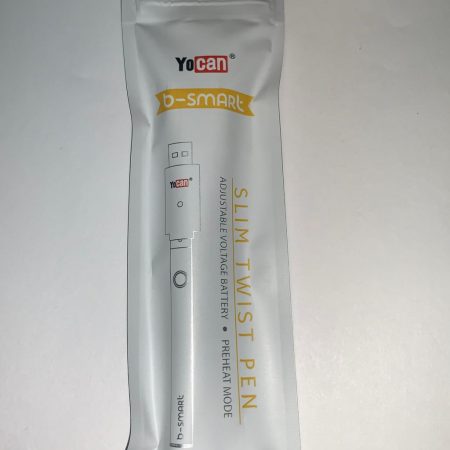 Yocan®
b-smart
Yocan
SLIM TWIST PEN
ADJUSTABLE VOLTAGE BATTERY • PREHEAT MODE
b-smart